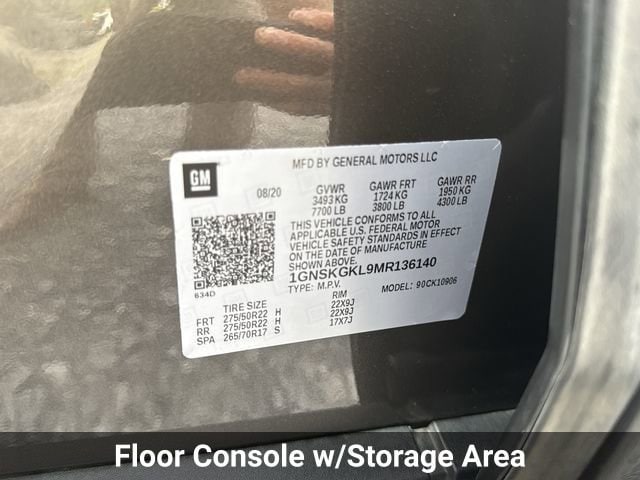 GM
MFD BY GENERAL MOTORS LLC
08/20 GVWR GAWR FRT GAWR RR
3493 KG 1724 KG 1950 KG
7700 LB 3800 LB 4300 LB
THIS VEHICLE CONFORMS TO ALL
APPLICABLE U.S. FEDERAL MOTOR
VEHICLE SAFETY STANDARDS IN EFFECT
ON THE DATE OF MANUFACTURE
SHOWN ABOVE.
1GNSKGKL9MR136140
TYPE: M.P.V. MODEL: 90CK10906
634D
TIRE SIZE RIM
FRT 275/50R22 H 22X9J
RR 275/50R22 H 22X9J
SPA 265/70R17 S 17X7J
Floor Console w/Storage Area